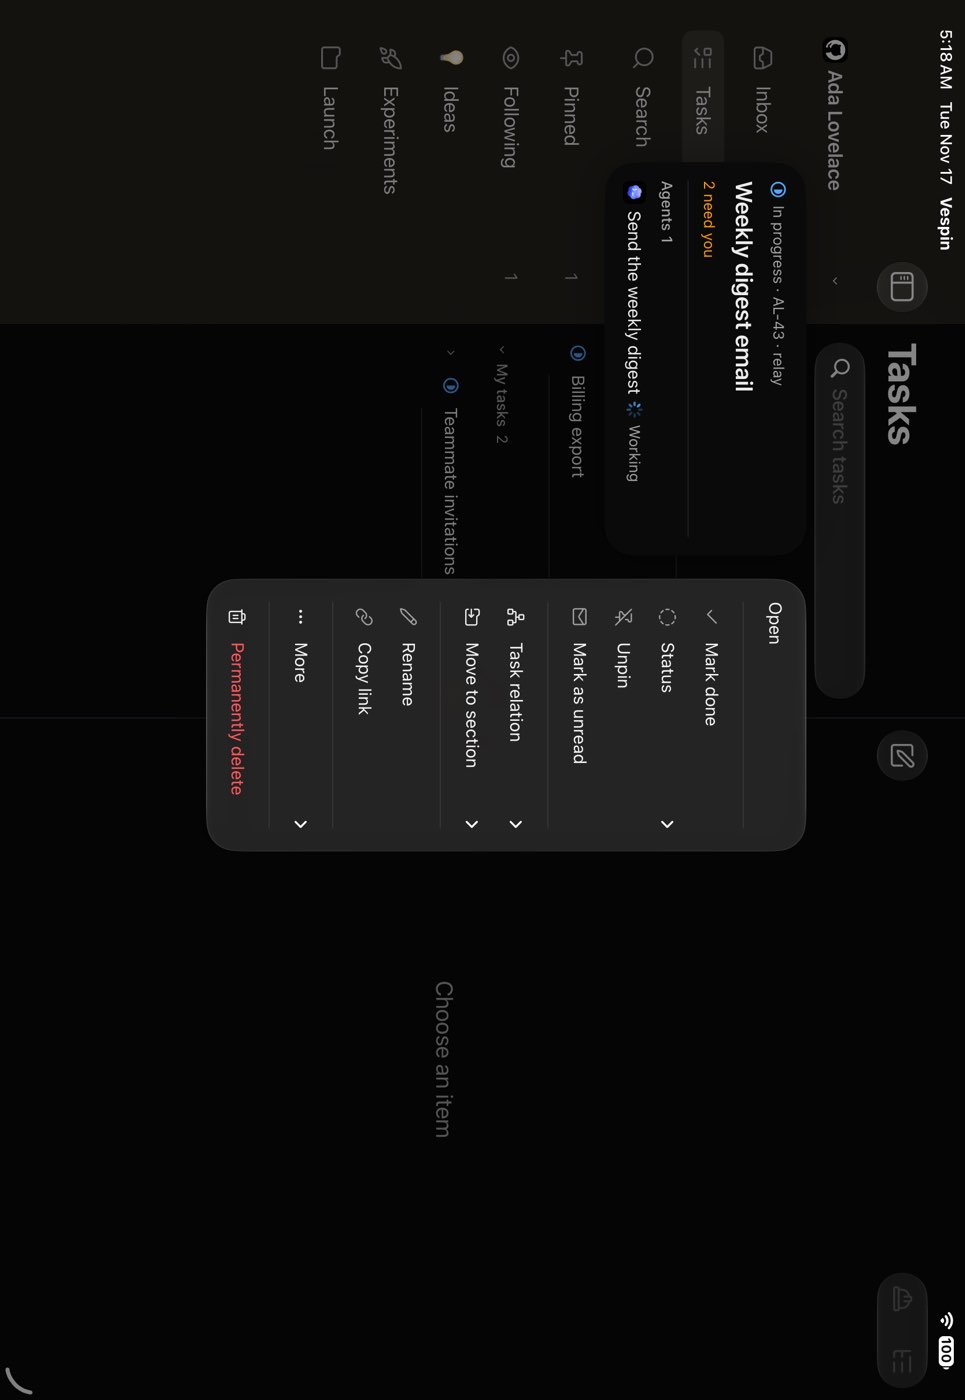 5:18 AM Tue Nov 17 Vespin
100
Tasks
Search tasks
Ada Lovelace
Inbox
Tasks
Search
Pinned 1
Following 1
Ideas
Experiments
Launch
In progress · AL-43 · relay
Weekly digest email
2 need you
Agents 1
Send the weekly digest Working
Billing export
My tasks 2
Teammate invitations
Open
Mark done
Status
Unpin
Mark as unread
Task relation
Move to section
Rename
Copy link
More
Permanently delete
Choose an item